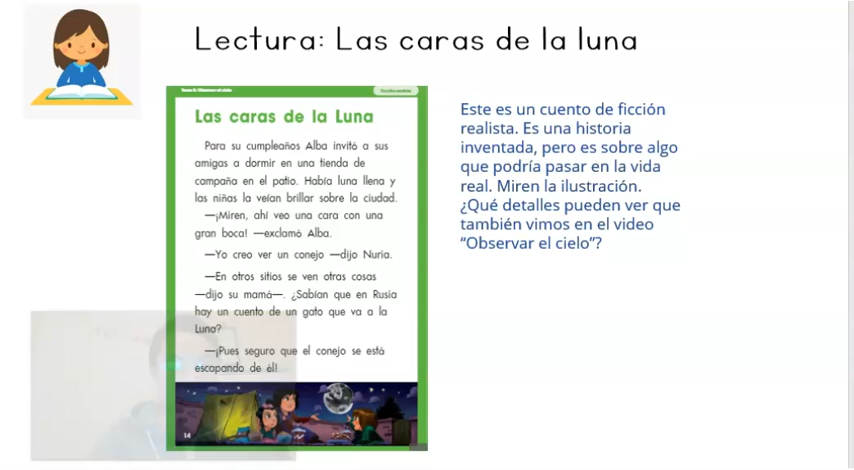 Lectura: Las caras de la luna
Las caras de la Luna
Para su cumpleaños Alba invitó a sus
amigas a dormir en una tienda de
campaña en el patio. Había luna llena y
las niñas la veían brillar sobre la ciudad.
—¡Miren, ahí veo una cara con una
gran boca! —exclamó Alba.
—Yo creo ver un conejo —dijo Nuria.
—En otros sitios se ven otras cosas
—dijo su mamá—. ¿Sabían que en Rusia
hay un cuento de un gato que va a la
Luna?
—¡Pues seguro que el conejo se está
escapando de él!
14
Este es un cuento de ficción
realista. Es una historia
inventada, pero es sobre algo
que podría pasar en la vida
real. Miren la ilustración.
¿Qué detalles pueden ver que
también vimos en el video
“Observar el cielo”?